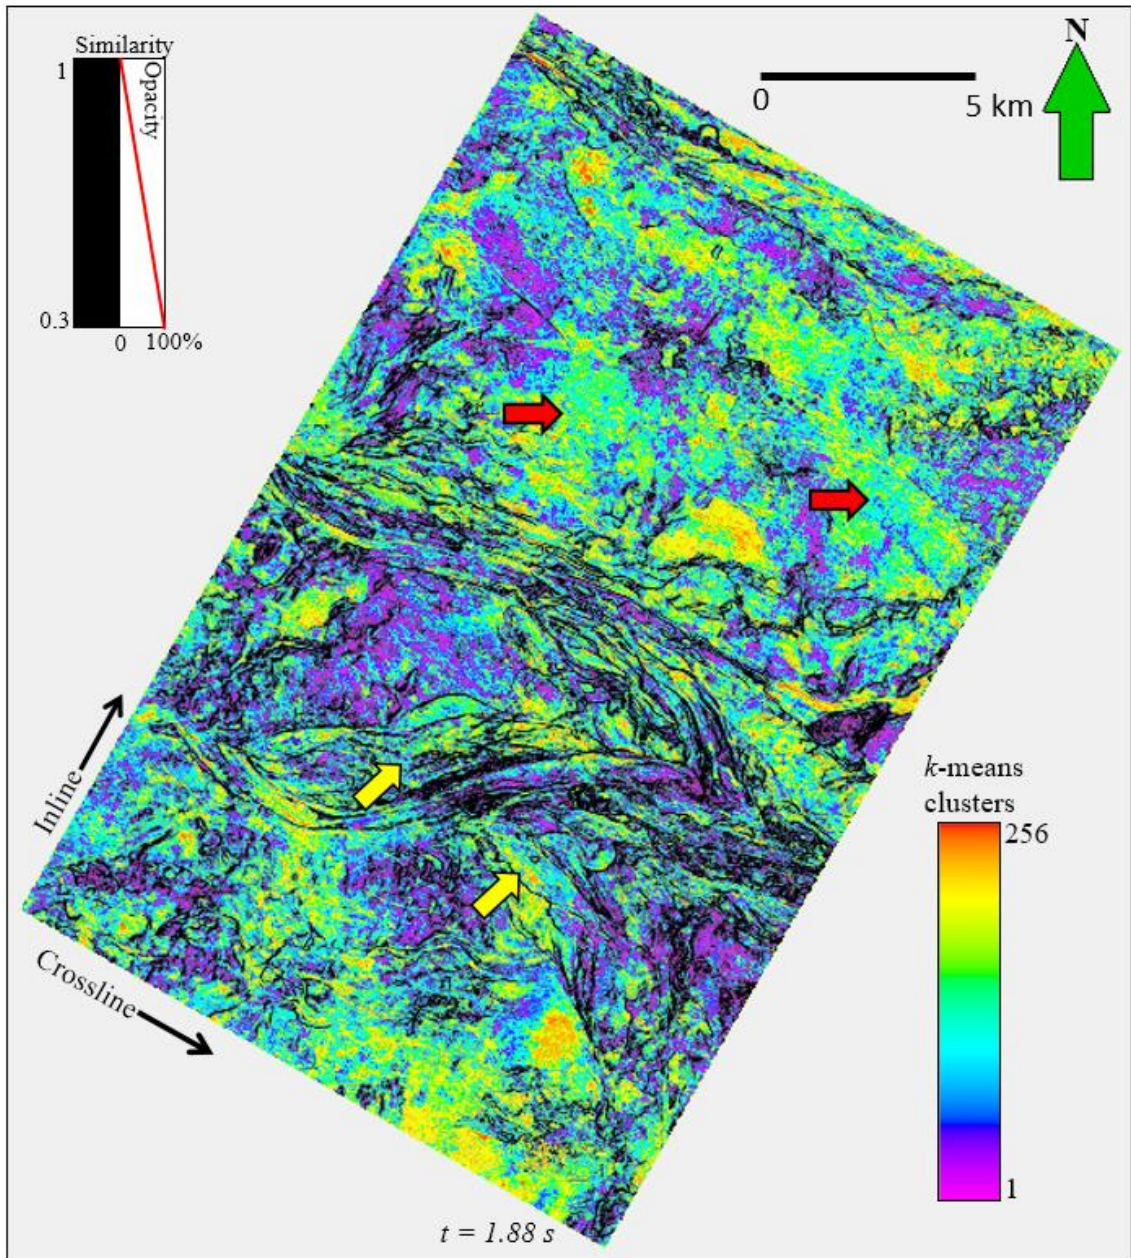 Similarity
1
Opacity
0.3
0
100%
N
0
5 km
Inline
Crossline
k-means
clusters
256
1
t = 1.88 s